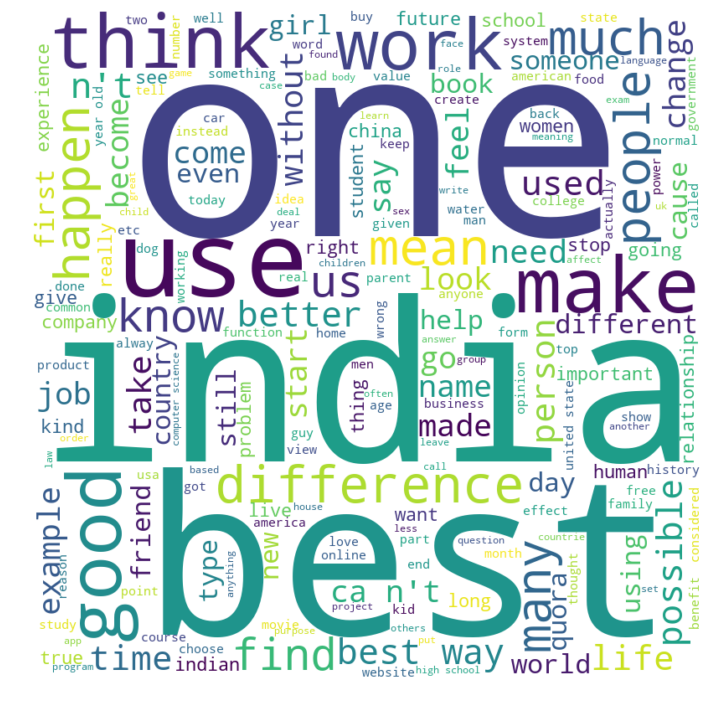 two
well
buy
future
school
state
number
girl
think
work
much
word
system
language
game
something
found
face
tell
see
bad
body
value
role
american
food
someone
change
experience
n't
case
book
create
exam
government
year old
without
car
learn
back
people
one
instead
china
keep
meaning
women
normal
happen
become
come
student
feel
first
even
say
used
power
cause
great
today
idea
deal
given
sex
write
water
man
college
actually
called
uk
child
year
etc
really
dog
use
right
mean
need
stop
going
children
affect
done
working
real
parent
us
look
anyone
make
common
give
company
know
better
function
home
wrong
help
form
different
alway
answer
top
product
country
take
computer science
start
men
go
group
person
important
relationship
india
job
still
problem
thing
often
name
opinion
kind
guy
age
business
made
united state
show
another
order
view
leave
law
based
call
usa
got
human
history
good
friend
difference
day
example
live
house
want
effect
free
family
considered
america
less
possible
best
type
new
love
online
part
question
month
countrie
many
using
thought
reason
anything
end
point
ca n't
long
quora
set
benefit
study
project
kid
app
true
course
movie
purpose
others
put
time
choose
find
best way
world
life
program
indian
website
high school